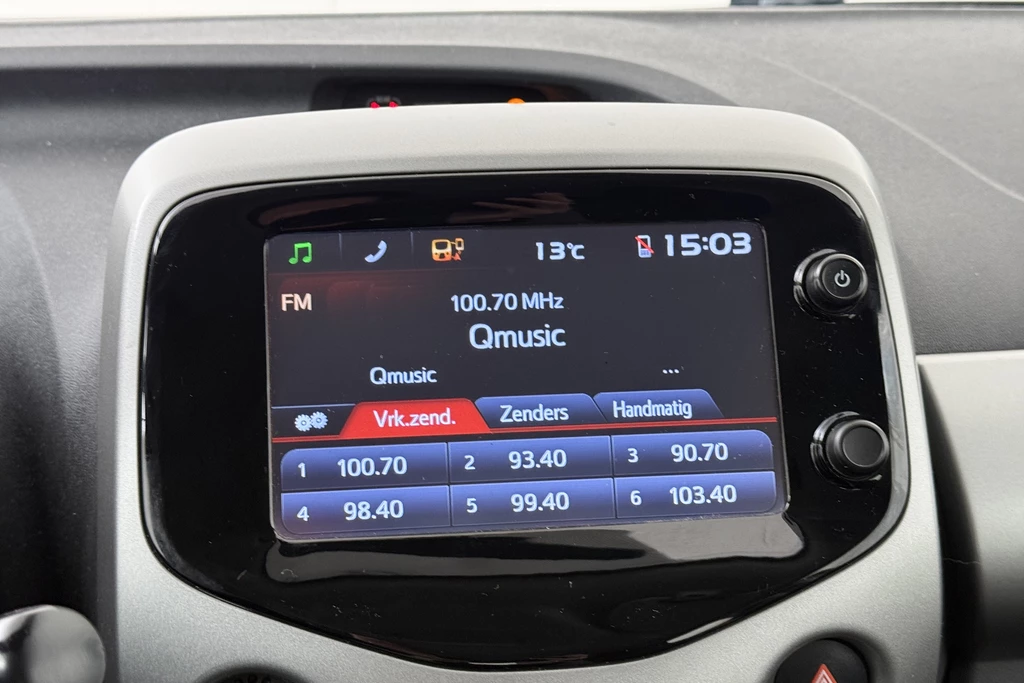 13°C 15:03
FM 100.70 MHz
Qmusic
Qmusic ...
Vrk.zend. Zenders Handmatig
1 100.70 2 93.40 3 90.70
4 98.40 5 99.40 6 103.40